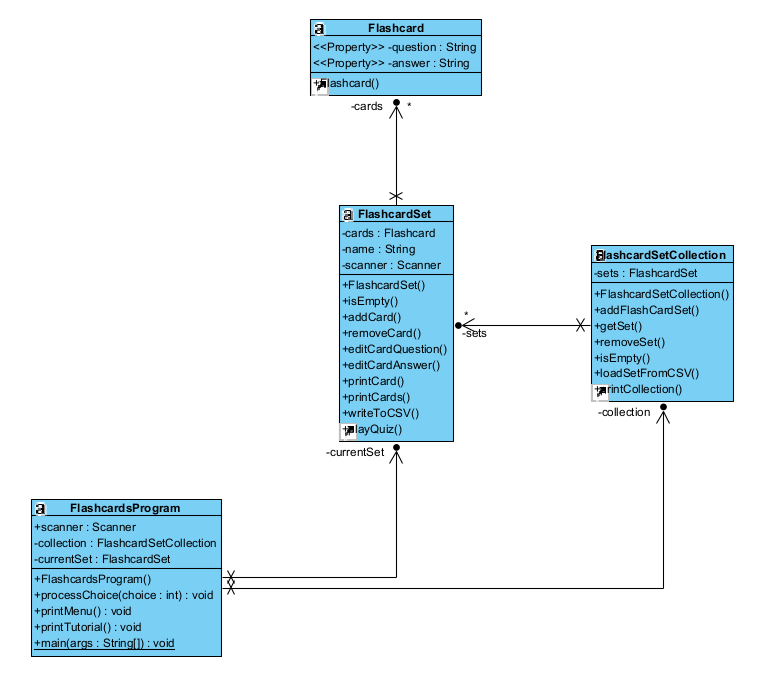 Flashcard
<<Property>> -question : String
<<Property>> -answer : String
+Flashcard()
-cards
*
FlashcardSet
-cards : Flashcard
-name : String
-scanner : Scanner
+FlashcardSet()
+isEmpty()
+addCard()
+removeCard()
+editCardQuestion()
+editCardAnswer()
+printCard()
+printCards()
+writeToCSV()
+playQuiz()
FlashcardSetCollection
-sets : FlashcardSet
+FlashcardSetCollection()
+addFlashCardSet()
+getSet()
+removeSet()
+isEmpty()
+loadSetFromCSV()
+printCollection()
*
-sets
-collection
-currentSet
FlashcardsProgram
+scanner : Scanner
-collection : FlashcardSetCollection
-currentSet : FlashcardSet
+FlashcardsProgram()
+processChoice(choice : int) : void
+printMenu() : void
+printTutorial() : void
+main(args : String[]) : void